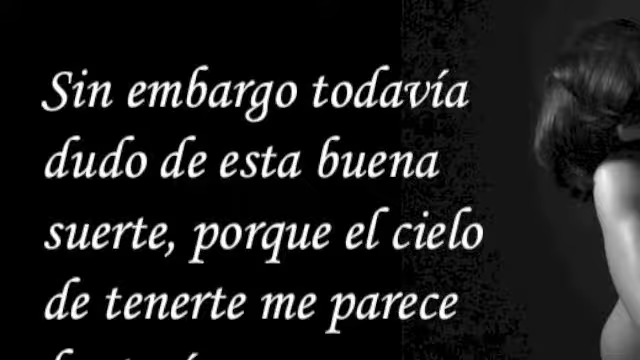 Sin embargo todavía
dudo de esta buena
suerte, porque el cielo
de tenerte me parece